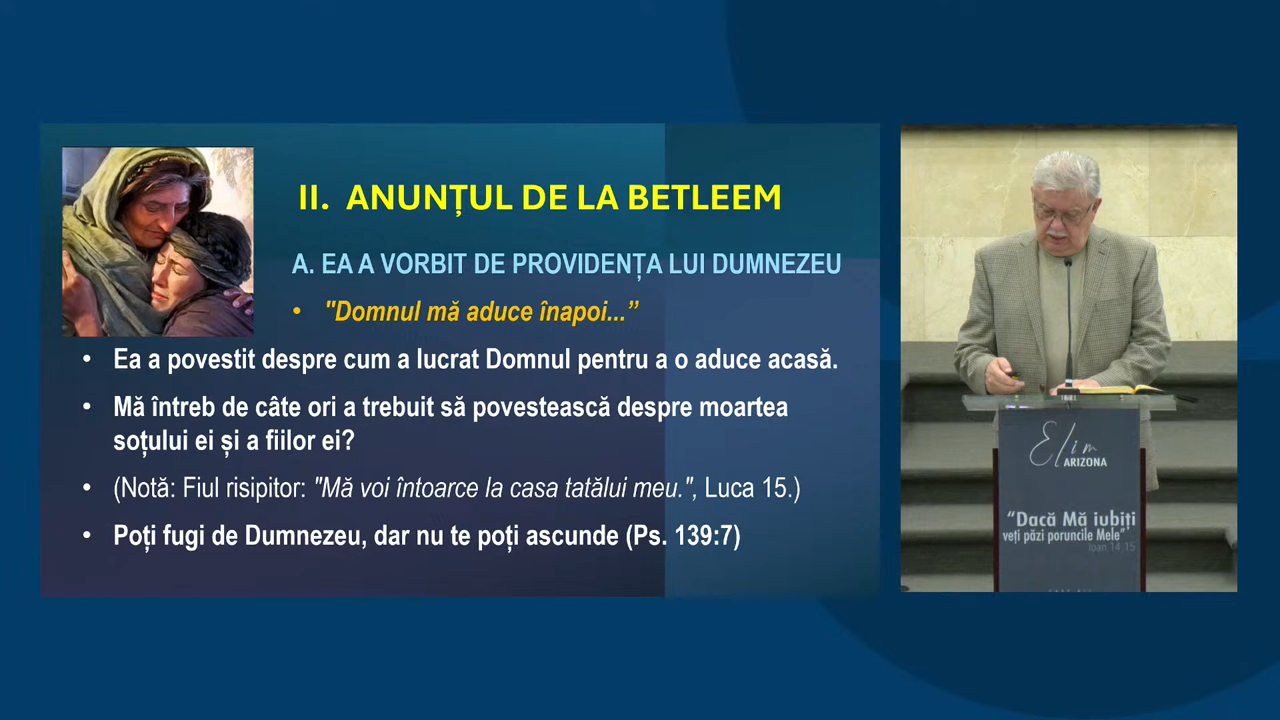 II. ANUNȚUL DE LA BETLEEM
A. EA A VORBIT DE PROVIDENȚA LUI DUMNEZEU
• "Domnul mă aduce înapoi...”
• Ea a povestit despre cum a lucrat Domnul pentru a o aduce acasă.
• Mă întreb de câte ori a trebuit să povestească despre moartea
soțului ei și a fiilor ei?
• (Notă: Fiul risipitor: "Mă voi întoarce la casa tatălui meu.", Luca 15.)
• Poți fugi de Dumnezeu, dar nu te poți ascunde (Ps. 139:7)
Elim
ARIZONA
“Dacă Mă iubiți
veți păzi poruncile Mele”
Ioan 14:15